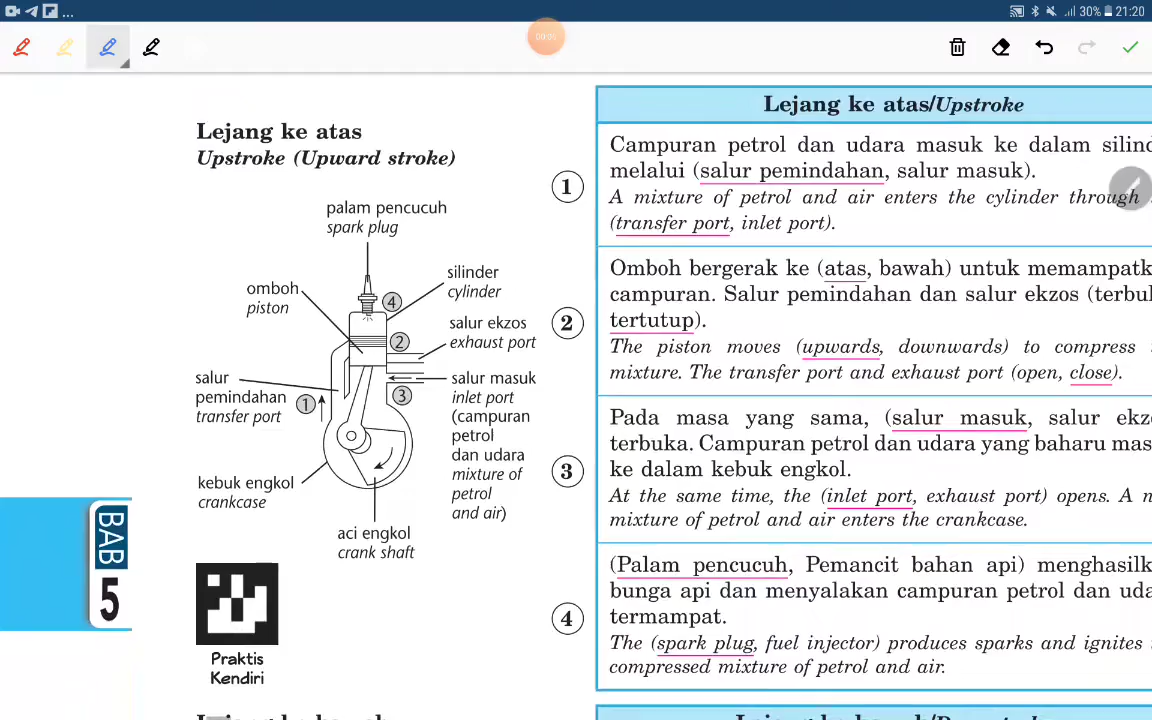 30% 21:20
00:01
Lejang ke atas
Upstroke (Upward stroke)
palam pencucuh
spark plug
omboh
piston
silinder
cylinder
salur ekzos
exhaust port
salur masuk
inlet port
(campuran
petrol
dan udara
mixture of
petrol
and air)
salur
pemindahan
transfer port
kebuk engkol
crankcase
aci engkol
crank shaft
4
2
3
1
BAB
5
Praktis
Kendiri
Lejang ke atas/Upstroke
1
Campuran petrol dan udara masuk ke dalam silind
melalui (salur pemindahan, salur masuk).
A mixture of petrol and air enters the cylinder through
(transfer port, inlet port).
2
Omboh bergerak ke (atas, bawah) untuk memampatk
campuran. Salur pemindahan dan salur ekzos (terbu
tertutup).
The piston moves (upwards, downwards) to compress
mixture. The transfer port and exhaust port (open, close).
3
Pada masa yang sama, (salur masuk, salur ekz
terbuka. Campuran petrol dan udara yang baharu mas
ke dalam kebuk engkol.
At the same time, the (inlet port, exhaust port) opens. A n
mixture of petrol and air enters the crankcase.
4
(Palam pencucuh, Pemancit bahan api) menghasilk
bunga api dan menyalakan campuran petrol dan uda
termampat.
The (spark plug, fuel injector) produces sparks and ignites
compressed mixture of petrol and air.